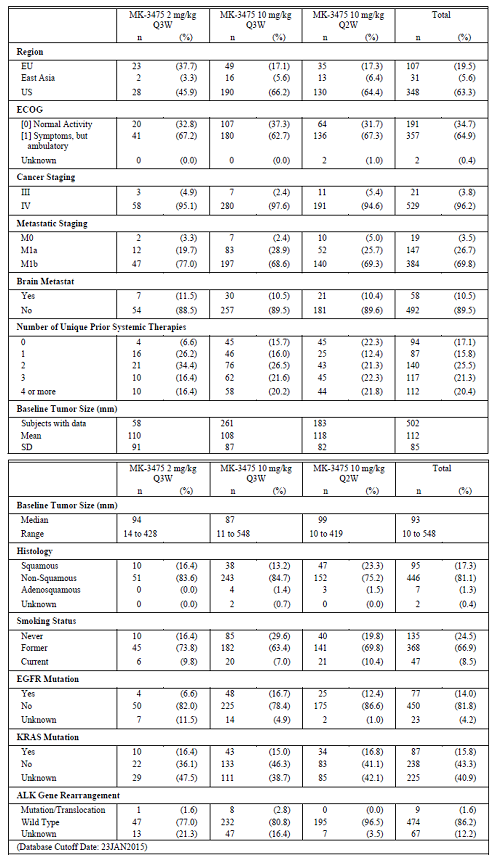 MK-3475 2 mg/kg Q3W MK-3475 10 mg/kg Q3W MK-3475 10 mg/kg Q2W Total
n (%) n (%) n (%) n (%)
Region
EU 23 (37.7) 49 (17.1) 35 (17.3) 107 (19.5)
East Asia 2 (3.3) 16 (5.6) 13 (6.4) 31 (5.6)
US 28 (45.9) 190 (66.2) 130 (64.4) 348 (63.3)
ECOG
[0] Normal Activity 20 (32.8) 107 (37.3) 64 (31.7) 191 (34.7)
[1] Symptoms, but ambulatory 41 (67.2) 180 (62.7) 136 (67.3) 357 (64.9)
Unknown 0 (0.0) 0 (0.0) 2 (1.0) 2 (0.4)
Cancer Staging
III 3 (4.9) 7 (2.4) 11 (5.4) 21 (3.8)
IV 58 (95.1) 280 (97.6) 191 (94.6) 529 (96.2)
Metastatic Staging
M0 2 (3.3) 7 (2.4) 10 (5.0) 19 (3.5)
M1a 12 (19.7) 83 (28.9) 52 (25.7) 147 (26.7)
M1b 47 (77.0) 197 (68.6) 140 (69.3) 384 (69.8)
Brain Metastat
Yes 7 (11.5) 30 (10.5) 21 (10.4) 58 (10.5)
No 54 (88.5) 257 (89.5) 181 (89.6) 492 (89.5)
Number of Unique Prior Systemic Therapies
0 4 (6.6) 45 (15.7) 45 (22.3) 94 (17.1)
1 16 (26.2) 46 (16.0) 25 (12.4) 87 (15.8)
2 21 (34.4) 76 (26.5) 43 (21.3) 140 (25.5)
3 10 (16.4) 62 (21.6) 45 (22.3) 117 (21.3)
4 or more 10 (16.4) 58 (20.2) 44 (21.8) 112 (20.4)
Baseline Tumor Size (mm)
Subjects with data 58 261 183 502
Mean 110 108 118 112
SD 91 87 82 85
MK-3475 2 mg/kg Q3W MK-3475 10 mg/kg Q3W MK-3475 10 mg/kg Q2W Total
n (%) n (%) n (%) n (%)
Baseline Tumor Size (mm)
Median 94 87 99 93
Range 14 to 428 11 to 548 10 to 419 10 to 548
Histology
Squamous 10 (16.4) 38 (13.2) 47 (23.3) 95 (17.3)
Non-Squamous 51 (83.6) 243 (84.7) 152 (75.2) 446 (81.1)
Adenosquamous 0 (0.0) 4 (1.4) 3 (1.5) 7 (1.3)
Unknown 0 (0.0) 2 (0.7) 0 (0.0) 2 (0.4)
Smoking Status
Never 10 (16.4) 85 (29.6) 40 (19.8) 135 (24.5)
Former 45 (73.8) 182 (63.4) 141 (69.8) 368 (66.9)
Current 6 (9.8) 20 (7.0) 21 (10.4) 47 (8.5)
EGFR Mutation
Yes 4 (6.6) 48 (16.7) 25 (12.4) 77 (14.0)
No 50 (82.0) 225 (78.4) 175 (86.6) 450 (81.8)
Unknown 7 (11.5) 14 (4.9) 2 (1.0) 23 (4.2)
KRAS Mutation
Yes 10 (16.4) 43 (15.0) 34 (16.8) 87 (15.8)
No 22 (36.1) 133 (46.3) 83 (41.1) 238 (43.3)
Unknown 29 (47.5) 111 (38.7) 85 (42.1) 225 (40.9)
ALK Gene Rearrangement
Mutation/Translocation 1 (1.6) 8 (2.8) 0 (0.0) 9 (1.6)
Wild Type 47 (77.0) 232 (80.8) 195 (96.5) 474 (86.2)
Unknown 13 (21.3) 47 (16.4) 7 (3.5) 67 (12.2)
(Database Cutoff Date: 23JAN2015)